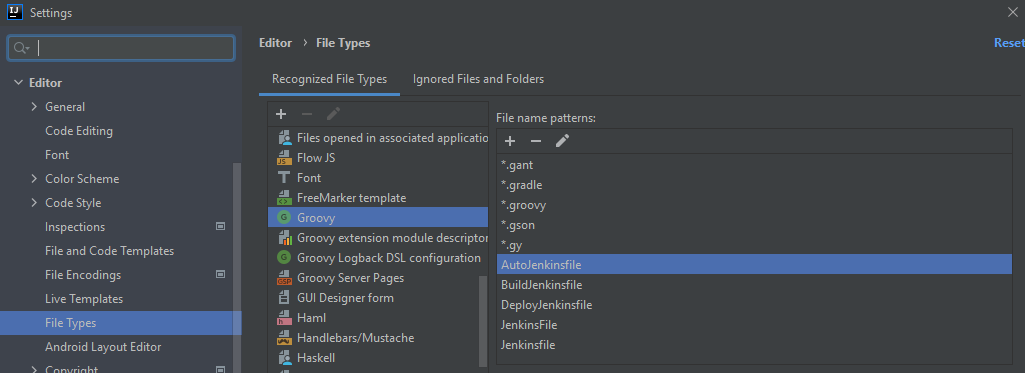 Settings
Editor › File Types
Reset
Editor
General
Code Editing
Font
Color Scheme
Code Style
Inspections
File and Code Templates
File Encodings
Live Templates
File Types
Android Layout Editor
Copyright
Recognized File Types
Ignored Files and Folders
Files opened in associated applicatio
Flow JS
Font
FreeMarker template
Groovy
Groovy extension module descriptor
Groovy Logback DSL configuration
Groovy Server Pages
GUI Designer form
Haml
Handlebars/Mustache
Haskell
File name patterns:
*.gant
*.gradle
*.groovy
*.gson
*.gy
AutoJenkinsfile
BuildJenkinsfile
DeployJenkinsfile
JenkinsFile
Jenkinsfile